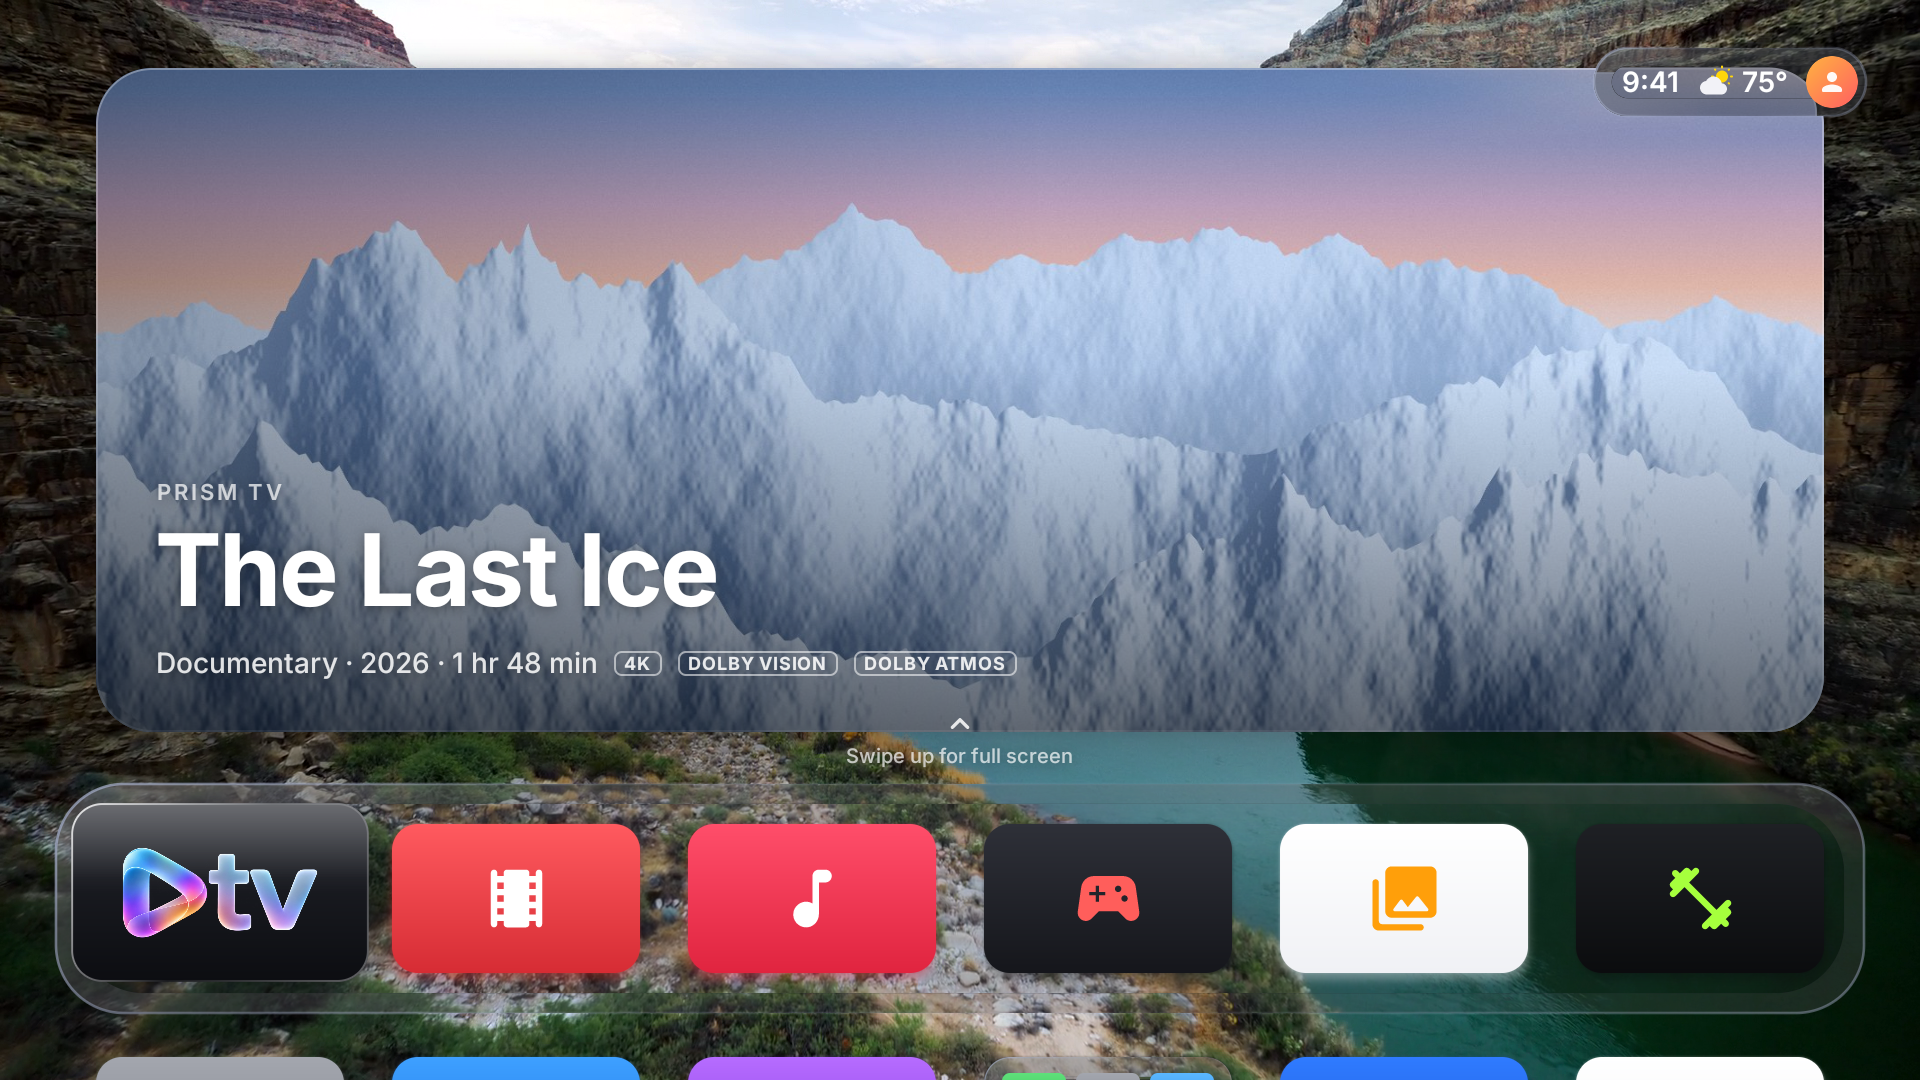 9:41 75°
PRISM TV
The Last Ice
Documentary · 2026 · 1 hr 48 min 4K DOLBY VISION DOLBY ATMOS
Swipe up for full screen
tv